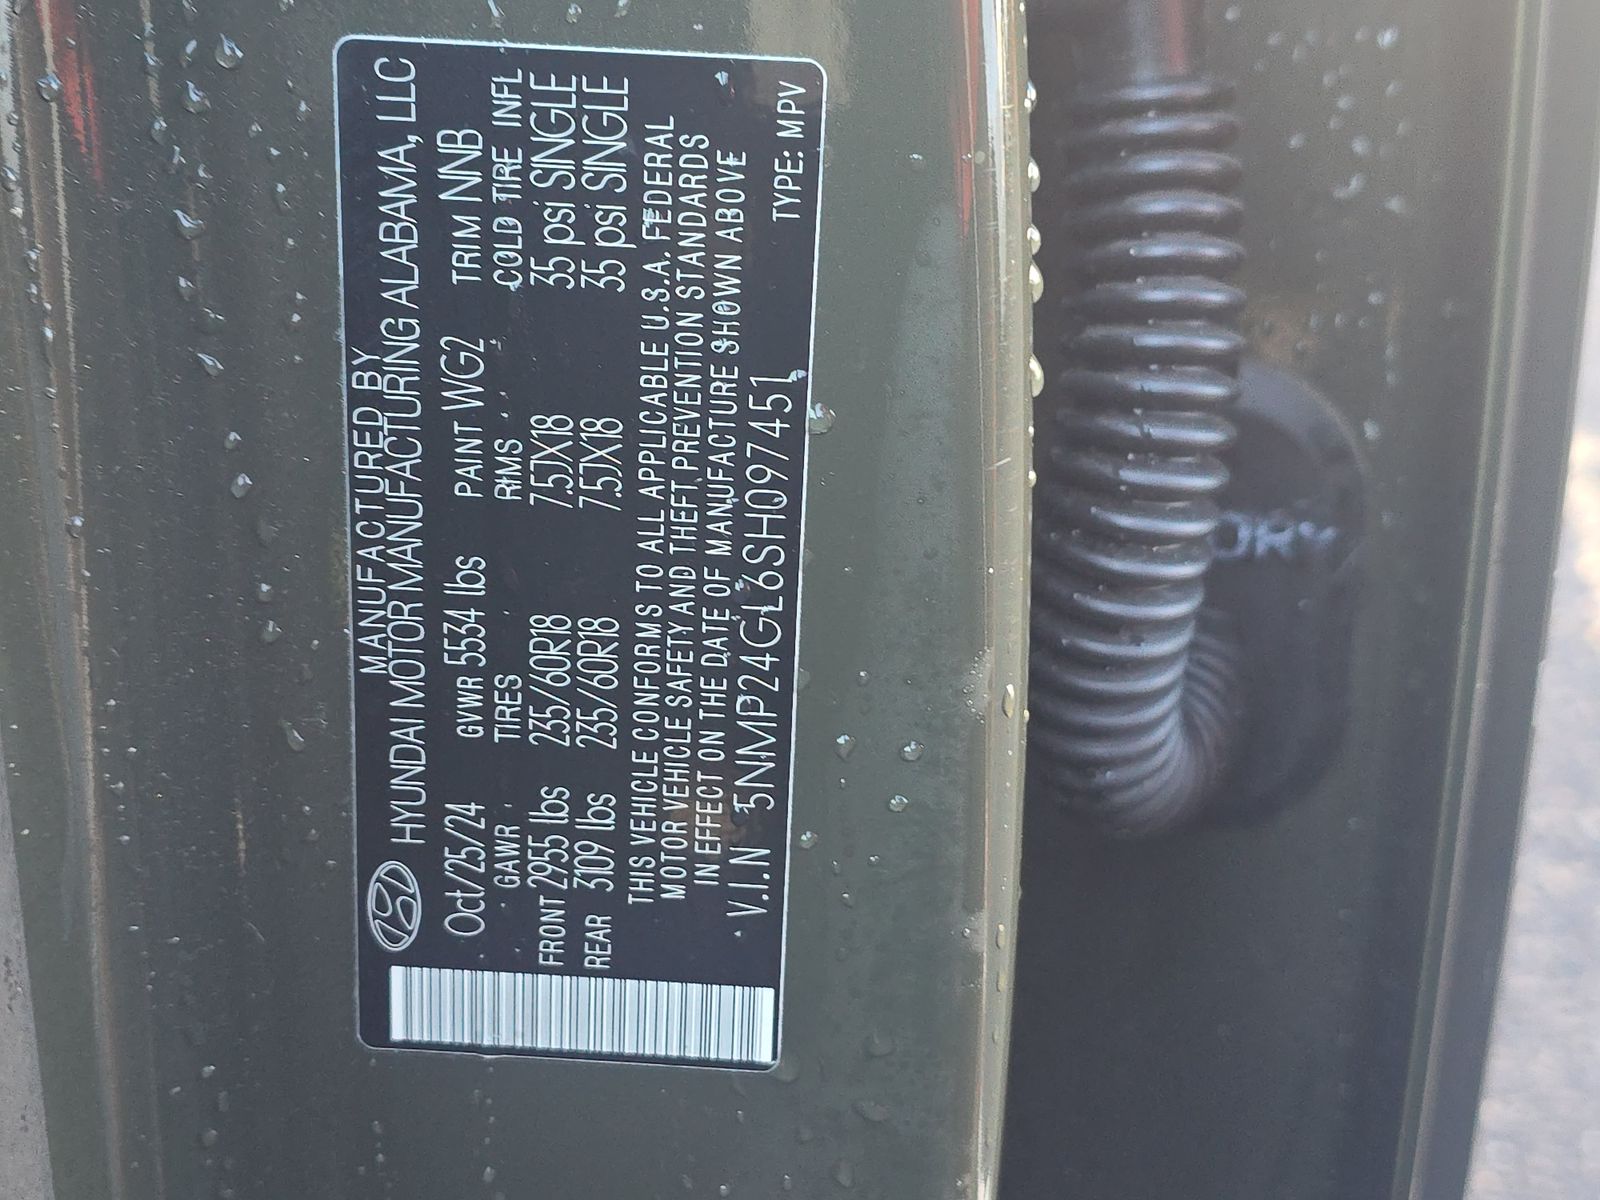 MANUFACTURED BY
HYUNDAI MOTOR MANUFACTURING ALABAMA, LLC
Oct/25/24 GVWR 5534 lbs PAINT WG2 TRIM NNB
GAWR TIRES RIMS COLD TIRE INFL
FRONT 2955 lbs 235/60R18 7.5JX18 35 psi SINGLE
REAR 3109 lbs 235/60R18 7.5JX18 35 psi SINGLE
THIS VEHICLE CONFORMS TO ALL APPLICABLE U.S.A. FEDERAL
MOTOR VEHICLE SAFETY AND THEFT PREVENTION STANDARDS
IN EFFECT ON THE DATE OF MANUFACTURE SHOWN ABOVE
V.I.N 5NMP24GL6SH097451 TYPE: MPV